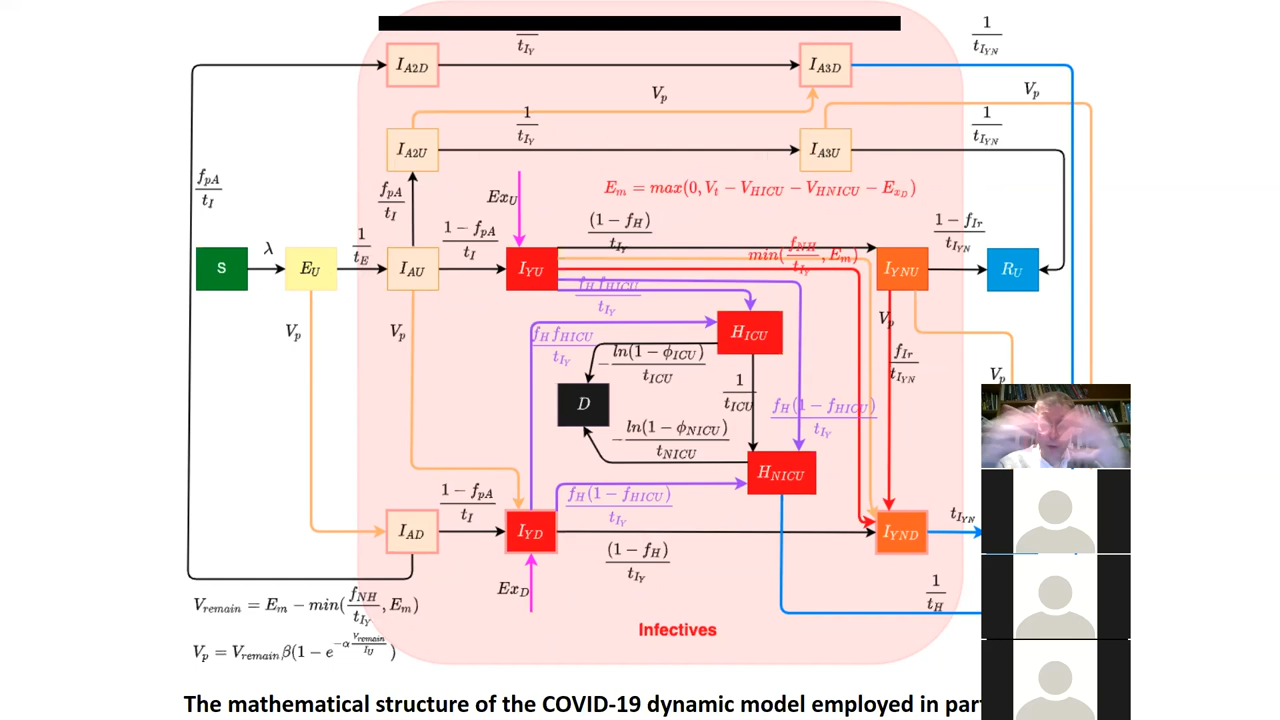 1/t_{I_{YN}}
t_{I_Y}
I_{A2D}
I_{A3D}
V_p
V_p
1/t_{I_Y}
1/t_{I_{YN}}
I_{A2U}
I_{A3U}
f_{pA}/t_I
f_{pA}/t_I
Ex_U
E_m = max(0, V_t − V_{HICU} − V_{HNICU} − E_{x_D})
λ
1/t_E
1 − f_{pA}/t_I
(1 − f_H)/t_{I_Y}
min(f_{NH}/t_{I_Y}, E_m)
1 − f_{Ir}/t_{I_{YN}}
S
E_U
I_{AU}
I_{YU}
I_{YNU}
R_U
f_H f_{HICU}/t_{I_Y}
V_p
V_p
f_H f_{HICU}/t_{I_Y}
H_{ICU}
V_p
−ln(1 − ϕ_{ICU})/t_{ICU}
f_{Ir}/t_{I_{YN}}
V_p
D
1/t_{ICU}
f_H(1 − f_{HICU})/t_{I_Y}
−ln(1 − ϕ_{NICU})/t_{NICU}
H_{NICU}
1 − f_{pA}/t_I
f_H(1 − f_{HICU})/t_{I_Y}
t_{I_{YN}}
I_{AD}
I_{YD}
I_{YND}
(1 − f_H)/t_{I_Y}
Ex_D
1/t_H
V_{remain} = E_m − min(f_{NH}/t_{I_Y}, E_m)
Infectives
V_p = V_{remain}β(1 − e^{−α V_{remain}/I_U})
The mathematical structure of the COVID-19 dynamic model employed in par